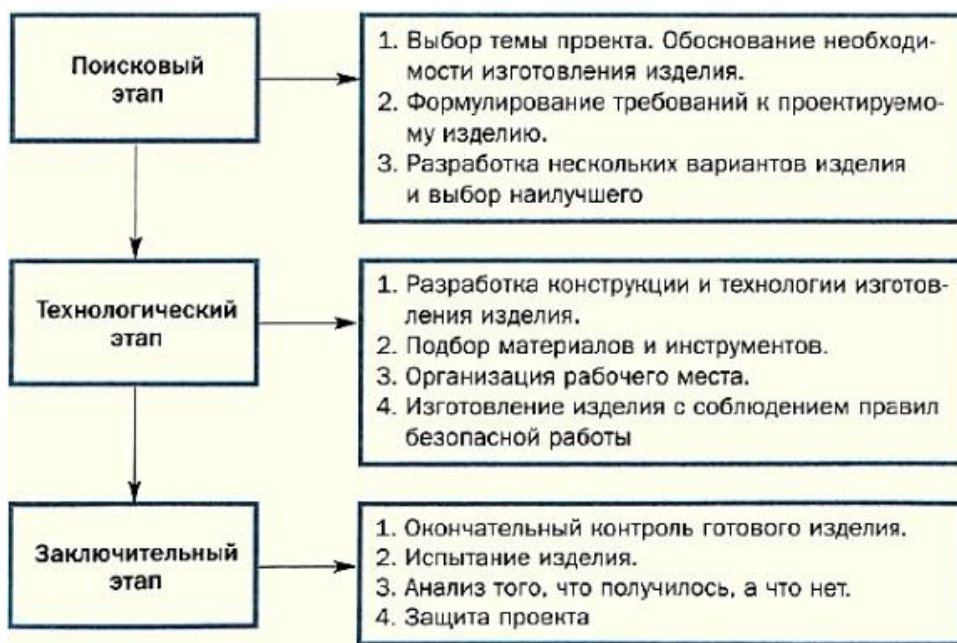 Поисковый
этап
1. Выбор темы проекта. Обоснование необходи-
мости изготовления изделия.
2. Формулирование требований к проектируемо-
му изделию.
3. Разработка нескольких вариантов изделия
и выбор наилучшего
Технологический
этап
1. Разработка конструкции и технологии изготов-
ления изделия.
2. Подбор материалов и инструментов.
3. Организация рабочего места.
4. Изготовление изделия с соблюдением правил
безопасной работы
Заключительный
этап
1. Окончательный контроль готового изделия.
2. Испытание изделия.
3. Анализ того, что получилось, а что нет.
4. Защита проекта